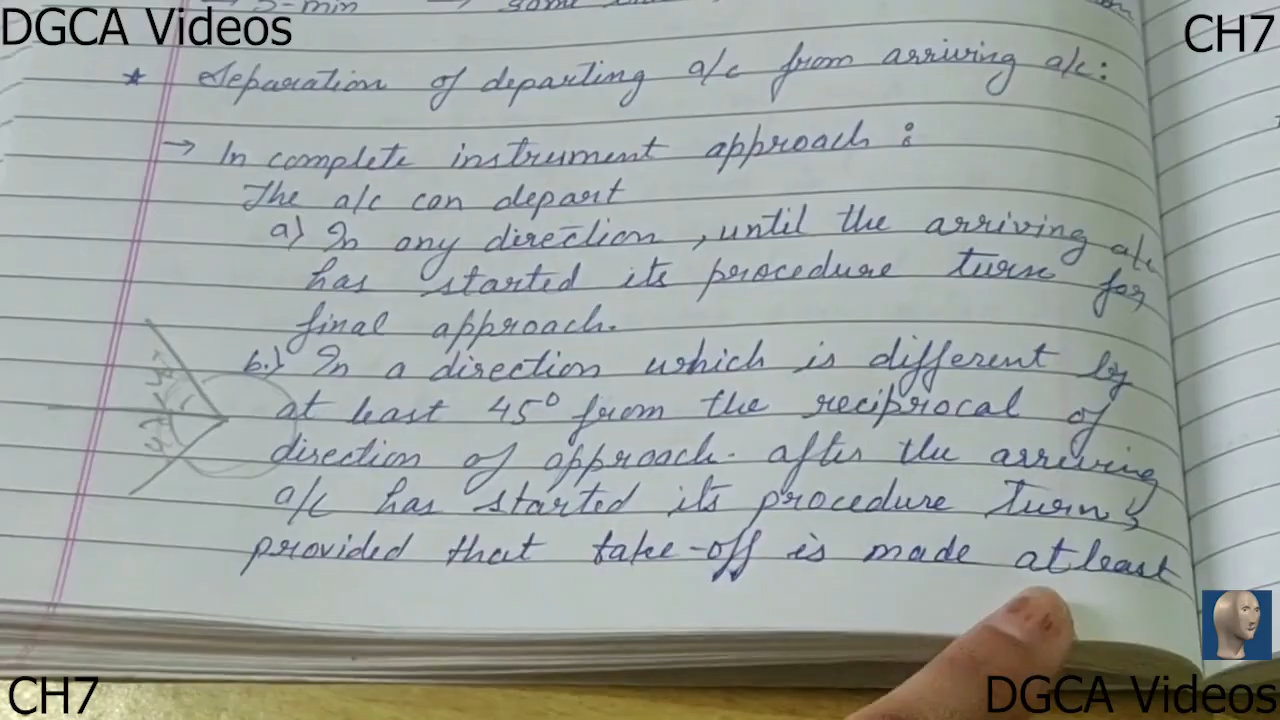 DGCA Videos
CH7
5-min → some
* Separation of departing a/c from arriving a/c:
→ In complete instrument approach:
The a/c can depart
a) In any direction, until the arriving a/c
has started its procedure turn for
final approach.
b.) In a direction which is different by
at least 45° from the reciprocal of
direction of approach. after the arriving
a/c has started its procedure turn,
provided that take-off is made atleast
CH7
DGCA Videos